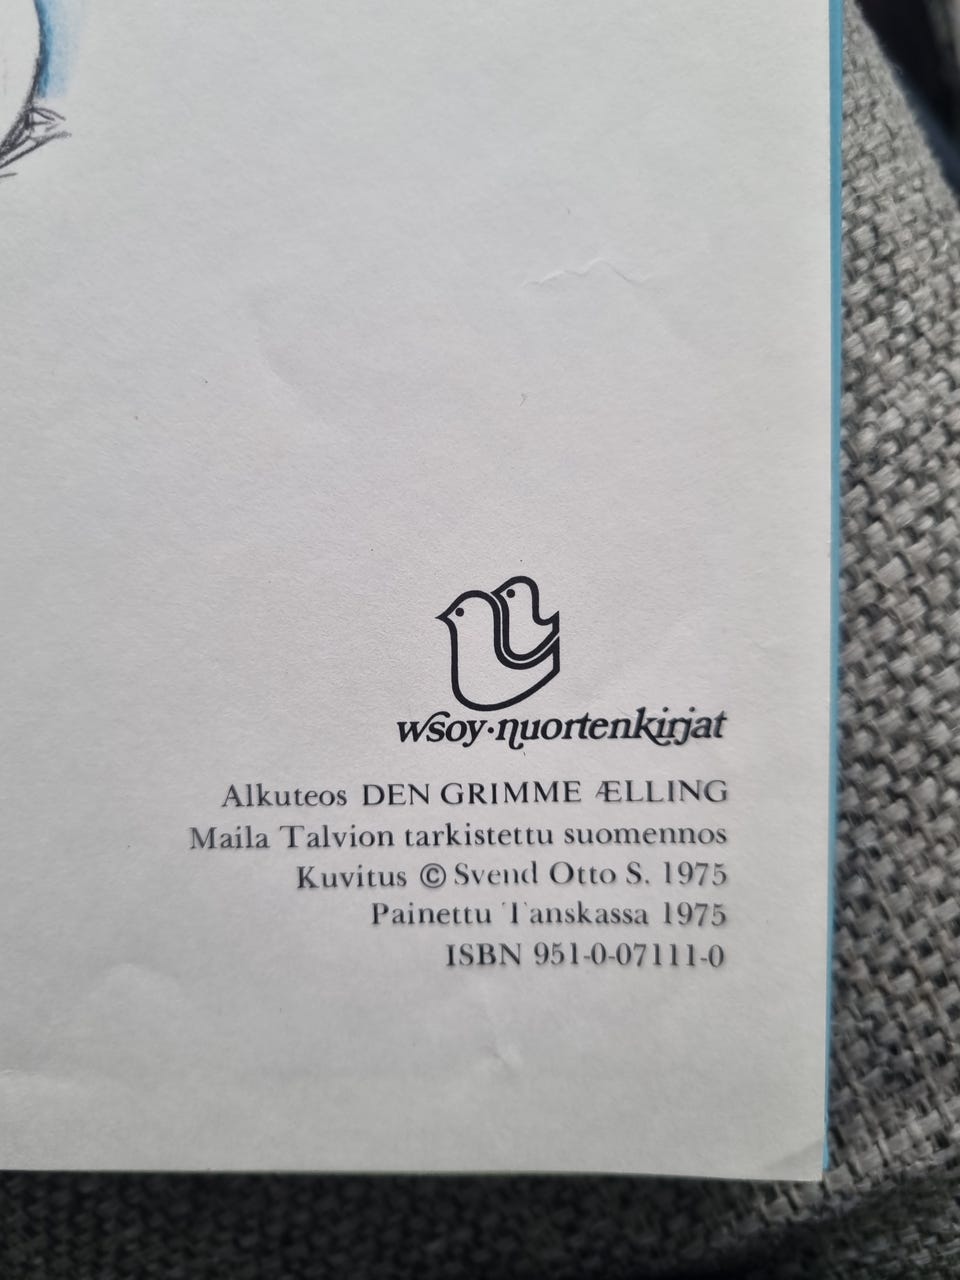 wsoy·nuortenkirjat
Alkuteos DEN GRIMME ÆLLING
Maila Talvion tarkistettu suomennos
Kuvitus © Svend Otto S. 1975
Painettu Tanskassa 1975
ISBN 951-0-07111-0